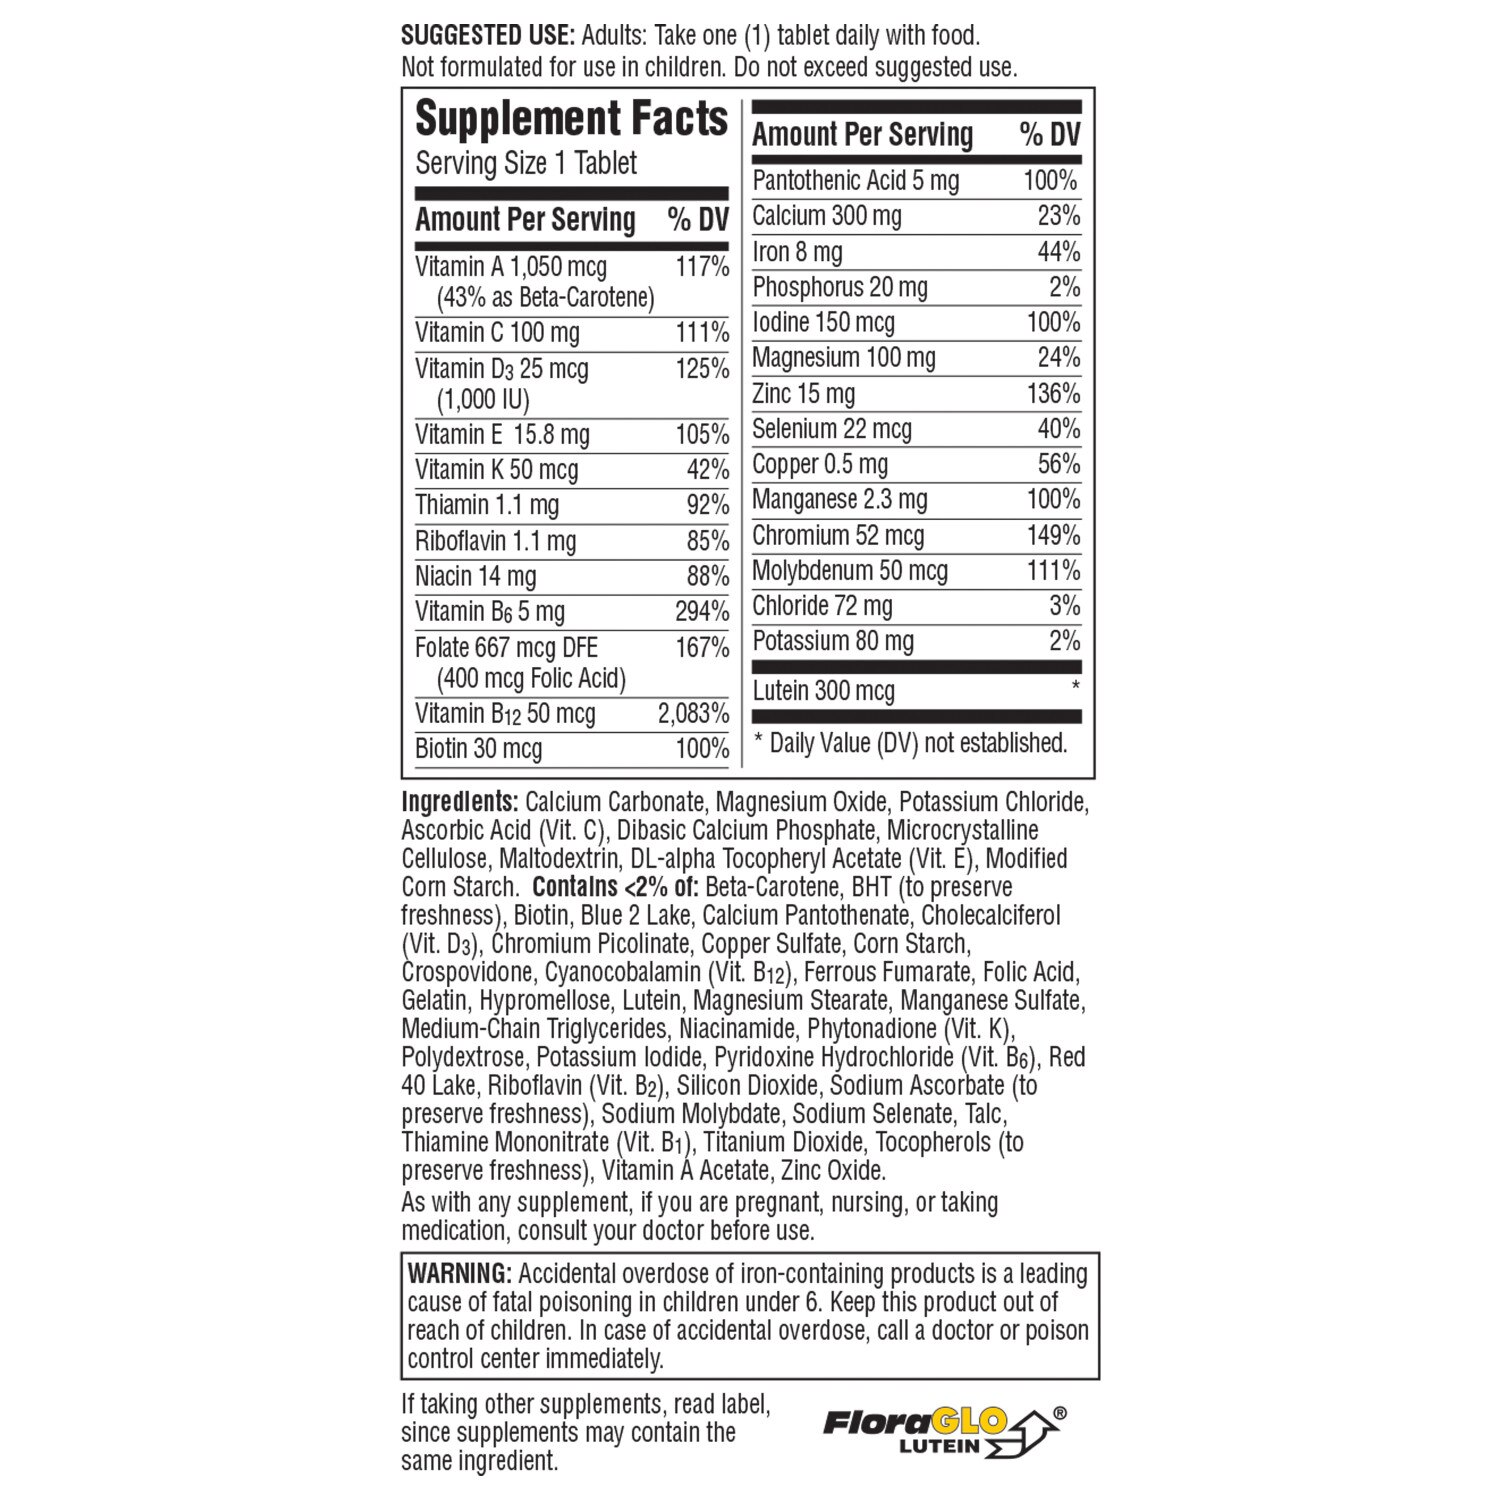 SUGGESTED USE: Adults: Take one (1) tablet daily with food.
Not formulated for use in children. Do not exceed suggested use.
Supplement Facts
Serving Size 1 Tablet
Amount Per Serving % DV
Vitamin A 1,050 mcg 117%
(43% as Beta-Carotene)
Vitamin C 100 mg 111%
Vitamin D3 25 mcg 125%
(1,000 IU)
Vitamin E 15.8 mg 105%
Vitamin K 50 mcg 42%
Thiamin 1.1 mg 92%
Riboflavin 1.1 mg 85%
Niacin 14 mg 88%
Vitamin B6 5 mg 294%
Folate 667 mcg DFE 167%
(400 mcg Folic Acid)
Vitamin B12 50 mcg 2,083%
Biotin 30 mcg 100%
Amount Per Serving % DV
Pantothenic Acid 5 mg 100%
Calcium 300 mg 23%
Iron 8 mg 44%
Phosphorus 20 mg 2%
Iodine 150 mcg 100%
Magnesium 100 mg 24%
Zinc 15 mg 136%
Selenium 22 mcg 40%
Copper 0.5 mg 56%
Manganese 2.3 mg 100%
Chromium 52 mcg 149%
Molybdenum 50 mcg 111%
Chloride 72 mg 3%
Potassium 80 mg 2%
Lutein 300 mcg *
* Daily Value (DV) not established.
Ingredients: Calcium Carbonate, Magnesium Oxide, Potassium Chloride,
Ascorbic Acid (Vit. C), Dibasic Calcium Phosphate, Microcrystalline
Cellulose, Maltodextrin, DL-alpha Tocopheryl Acetate (Vit. E), Modified
Corn Starch. Contains <2% of: Beta-Carotene, BHT (to preserve
freshness), Biotin, Blue 2 Lake, Calcium Pantothenate, Cholecalciferol
(Vit. D3), Chromium Picolinate, Copper Sulfate, Corn Starch,
Crospovidone, Cyanocobalamin (Vit. B12), Ferrous Fumarate, Folic Acid,
Gelatin, Hypromellose, Lutein, Magnesium Stearate, Manganese Sulfate,
Medium-Chain Triglycerides, Niacinamide, Phytonadione (Vit. K),
Polydextrose, Potassium Iodide, Pyridoxine Hydrochloride (Vit. B6), Red
40 Lake, Riboflavin (Vit. B2), Silicon Dioxide, Sodium Ascorbate (to
preserve freshness), Sodium Molybdate, Sodium Selenate, Talc,
Thiamine Mononitrate (Vit. B1), Titanium Dioxide, Tocopherols (to
preserve freshness), Vitamin A Acetate, Zinc Oxide.
As with any supplement, if you are pregnant, nursing, or taking
medication, consult your doctor before use.
WARNING: Accidental overdose of iron-containing products is a leading
cause of fatal poisoning in children under 6. Keep this product out of
reach of children. In case of accidental overdose, call a doctor or poison
control center immediately.
If taking other supplements, read label,
since supplements may contain the
same ingredient.
FloraGLO ®
LUTEIN